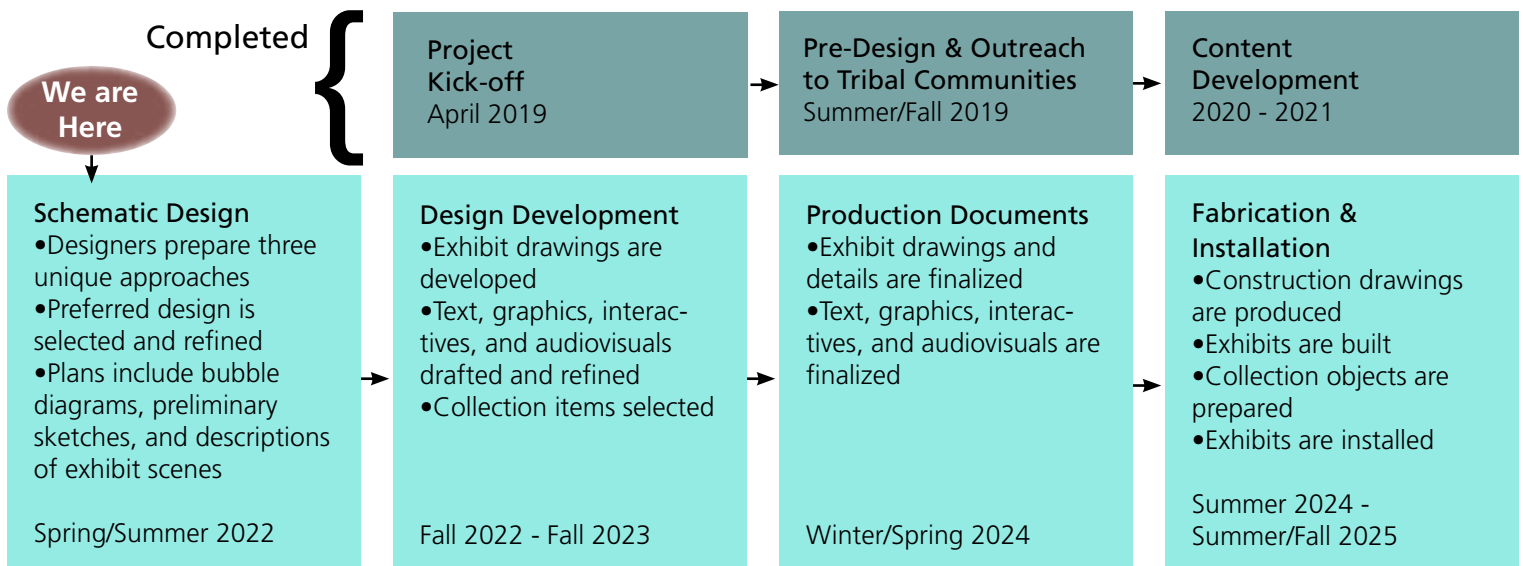 Completed
We are
Here
Project
Kick-off
April 2019
Pre-Design & Outreach
to Tribal Communities
Summer/Fall 2019
Content
Development
2020 - 2021
Schematic Design
•Designers prepare three
unique approaches
•Preferred design is
selected and refined
•Plans include bubble
diagrams, preliminary
sketches, and descriptions
of exhibit scenes
Spring/Summer 2022
Design Development
•Exhibit drawings are
developed
•Text, graphics, interac-
tives, and audiovisuals
drafted and refined
•Collection items selected
Fall 2022 - Fall 2023
Production Documents
•Exhibit drawings and
details are finalized
•Text, graphics, interac-
tives, and audiovisuals are
finalized
Winter/Spring 2024
Fabrication &
Installation
•Construction drawings
are produced
•Exhibits are built
•Collection objects are
prepared
•Exhibits are installed
Summer 2024 -
Summer/Fall 2025